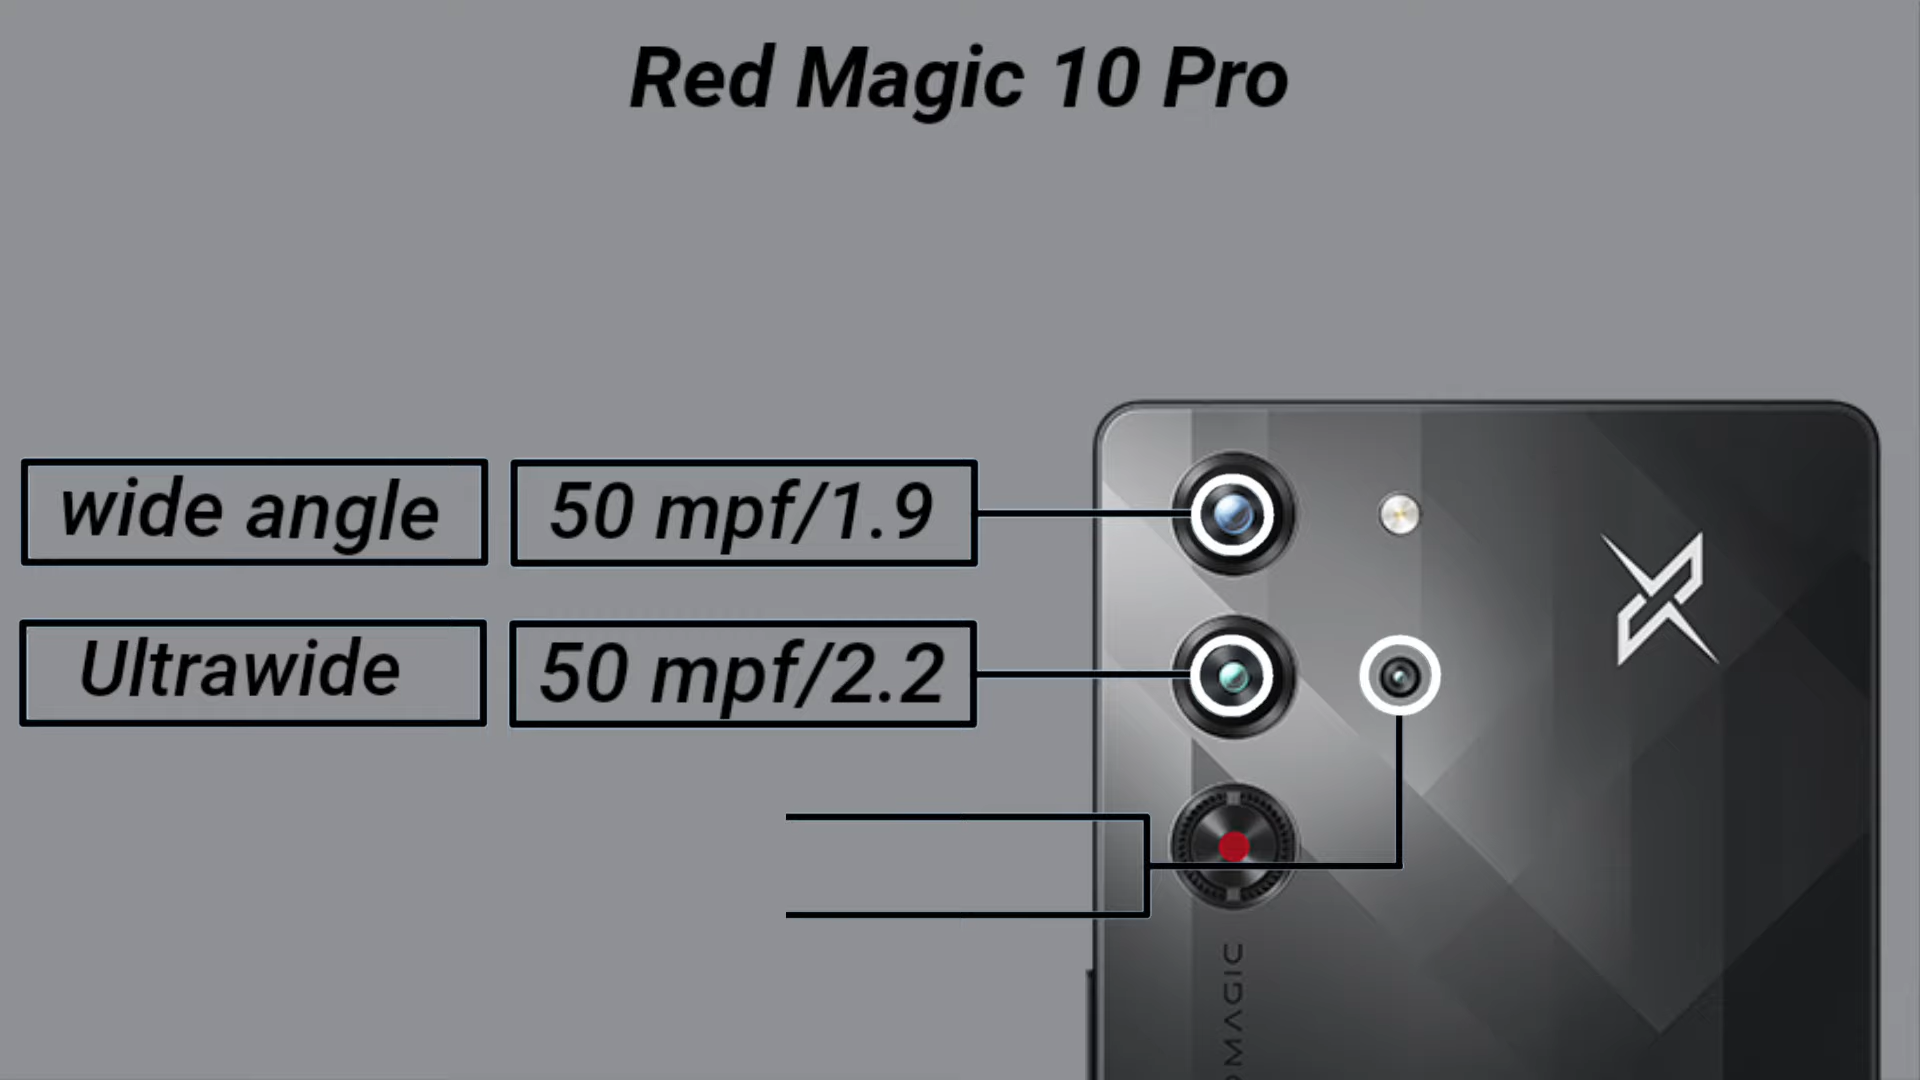 Red Magic 10 Pro
wide angle
50 mpf/1.9
Ultrawide
50 mpf/2.2
MAGIC